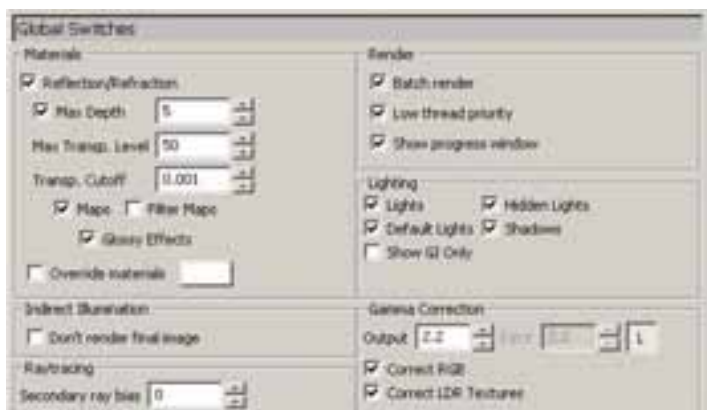 Global Switches
Materials
Reflection/Refraction
Max Depth 5
Max Transp. Level 50
Transp. Cutoff 0.001
Maps Filter Maps
Glossy Effects
Override materials
Indirect Illumination
Don't render final image
Raytracing
Secondary ray bias 0
Render
Batch render
Low thread priority
Show progress window
Lighting
Lights Hidden Lights
Default Lights Shadows
Show GI Only
Gamma Correction
Output 2.2 L
Correct RGB
Correct LDR Textures